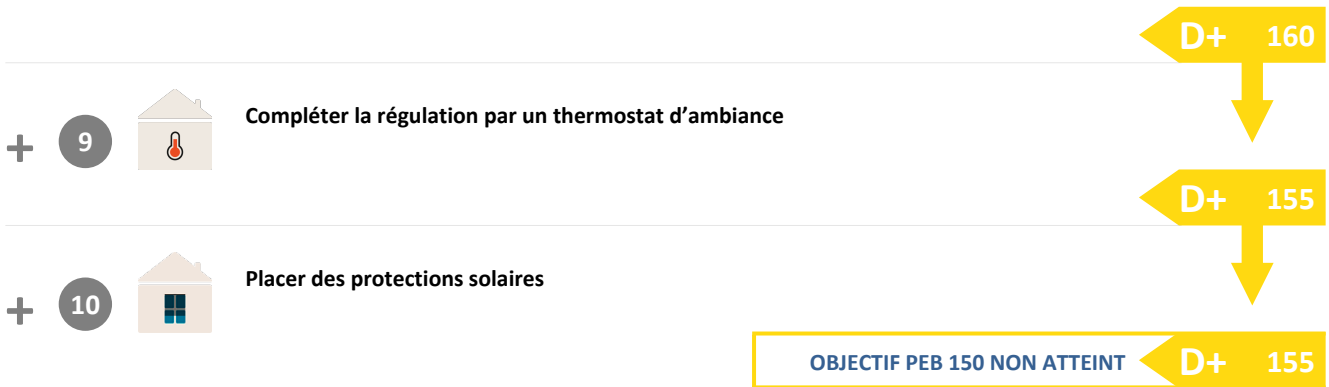 D+ 160
+ 9 Compléter la régulation par un thermostat d’ambiance
D+ 155
+ 10 Placer des protections solaires
OBJECTIF PEB 150 NON ATTEINT D+ 155